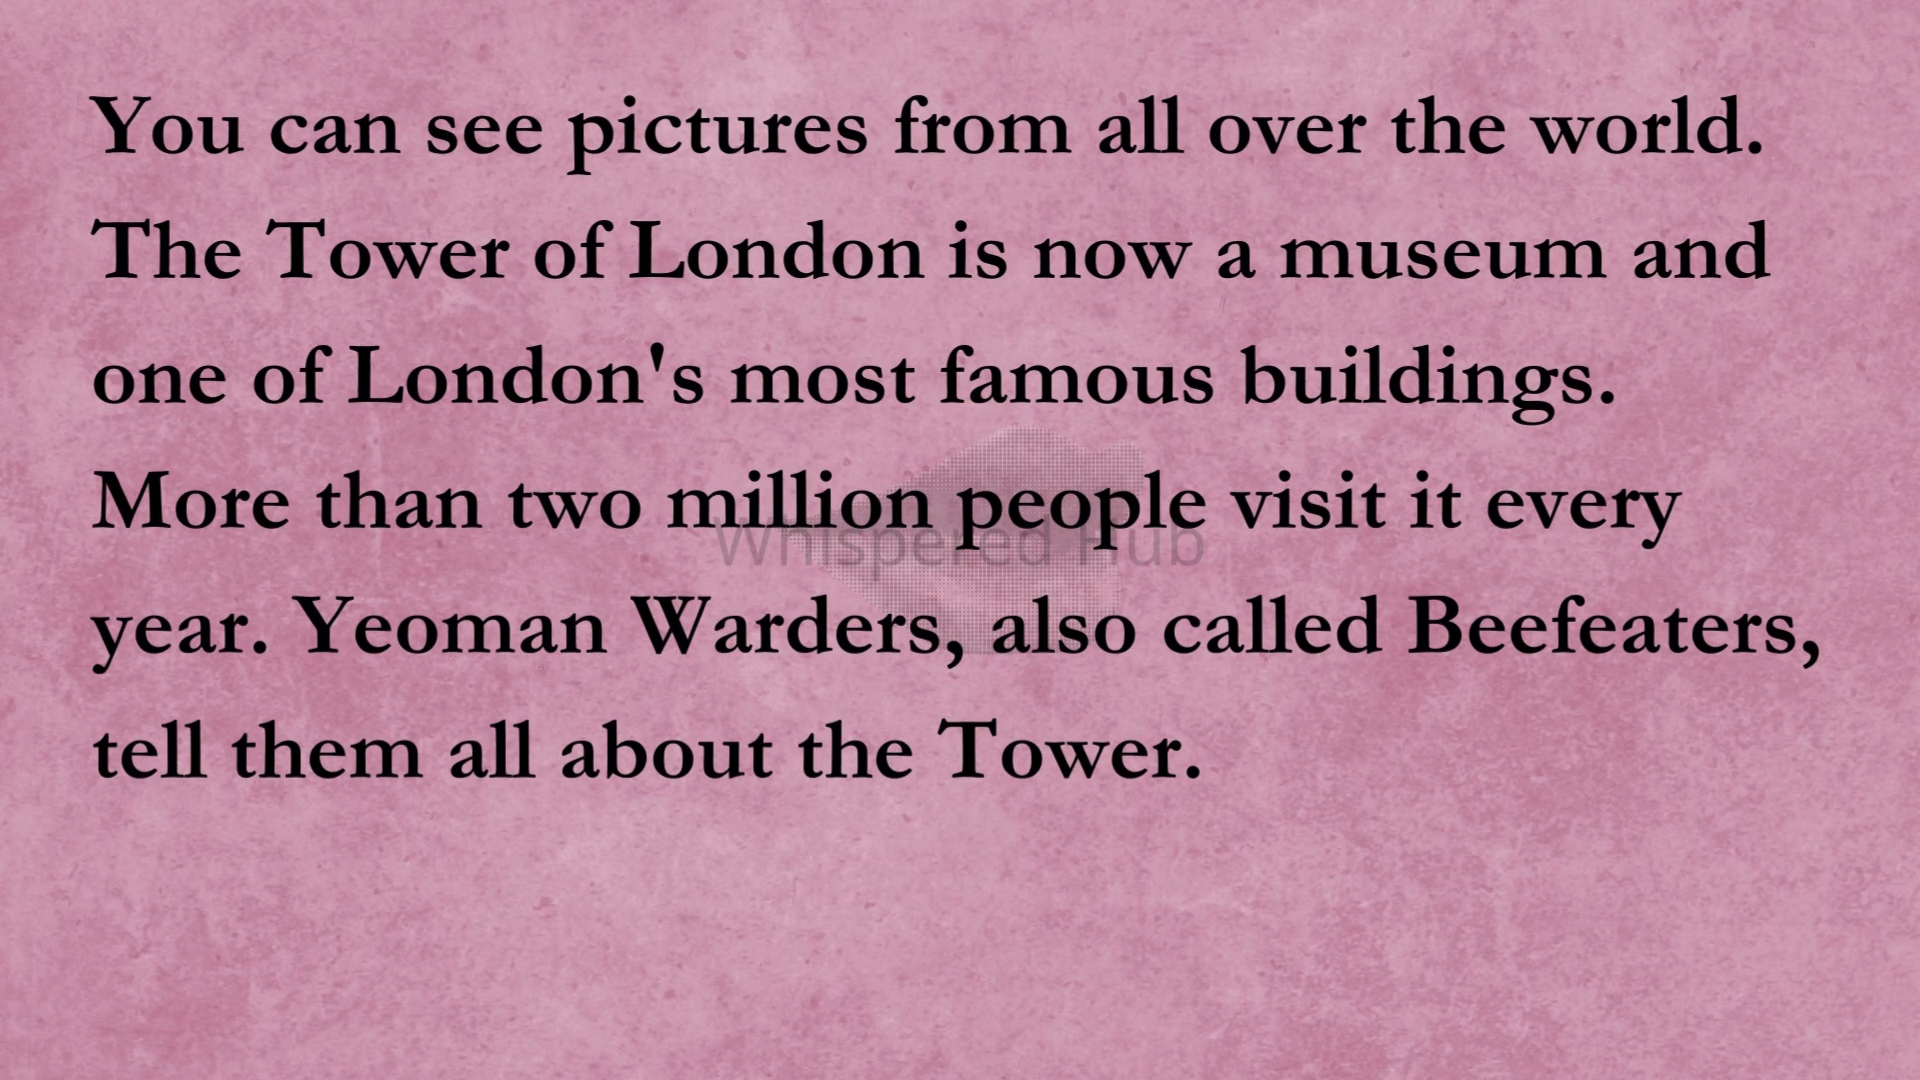 You can see pictures from all over the world.
The Tower of London is now a museum and
one of London's most famous buildings.
More than two million people visit it every
Whispered Hub
year. Yeoman Warders, also called Beefeaters,
tell them all about the Tower.